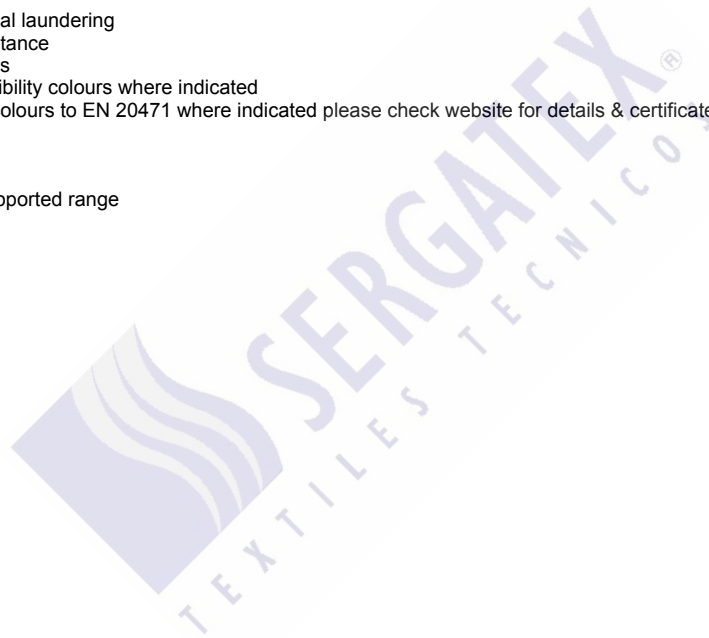 al laundering
tance
s
ibility colours where indicated
olours to EN 20471 where indicated please check website for details & certificate
pported range
SERGATEX®
TEXTILES TECNICOS